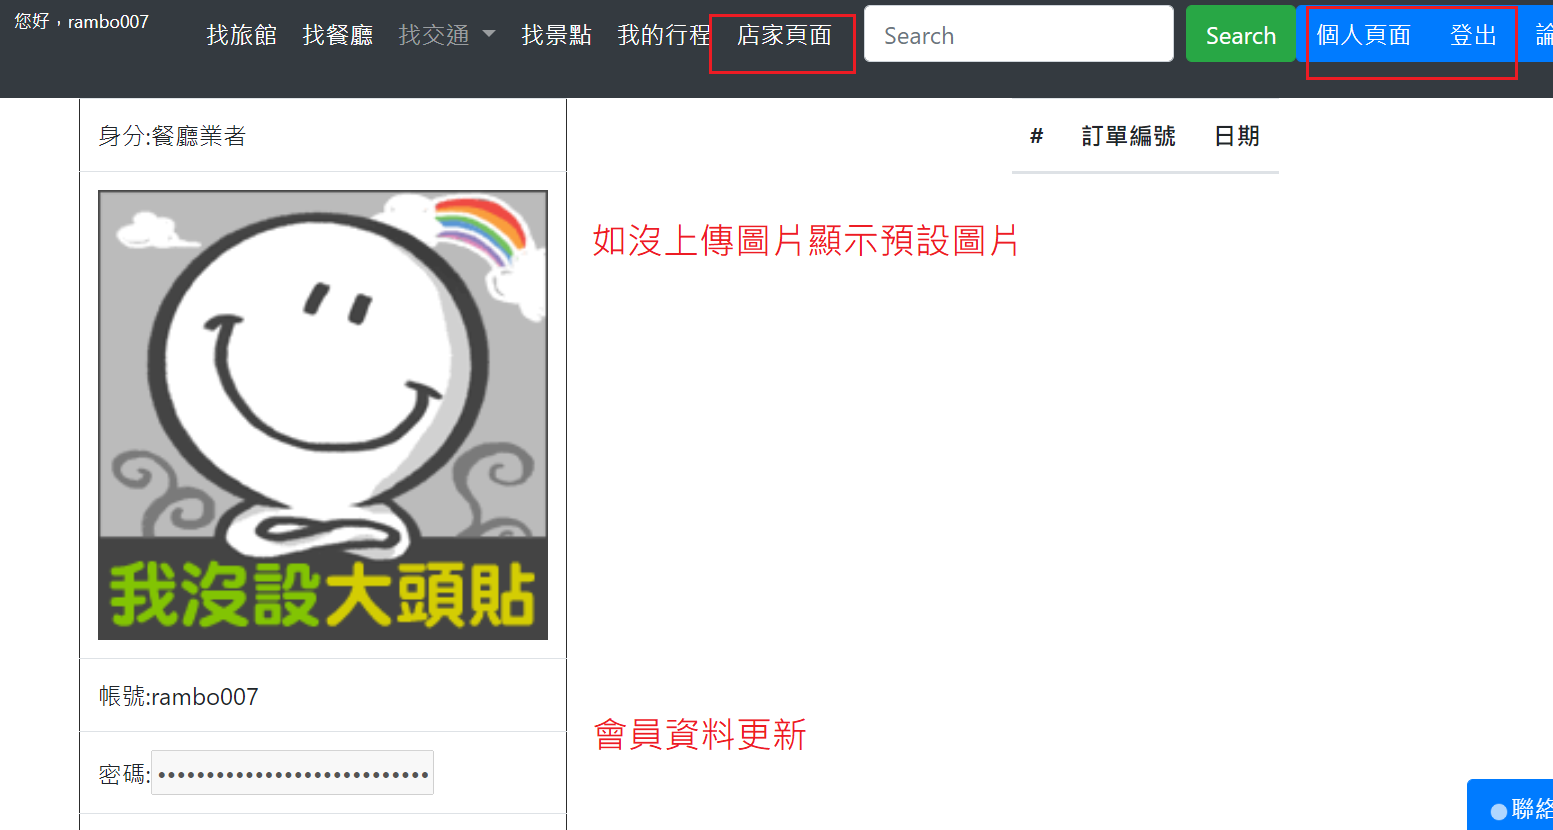 您好，rambo007
找旅館 找餐廳 找交通 找景點 我的行程 店家頁面 Search Search 個人頁面 登出 論
身分:餐廳業者
# 訂單編號 日期
如沒上傳圖片顯示預設圖片
我沒設大頭貼
帳號:rambo007
會員資料更新
密碼:••••••••••••••••••••••••••••
聯絡